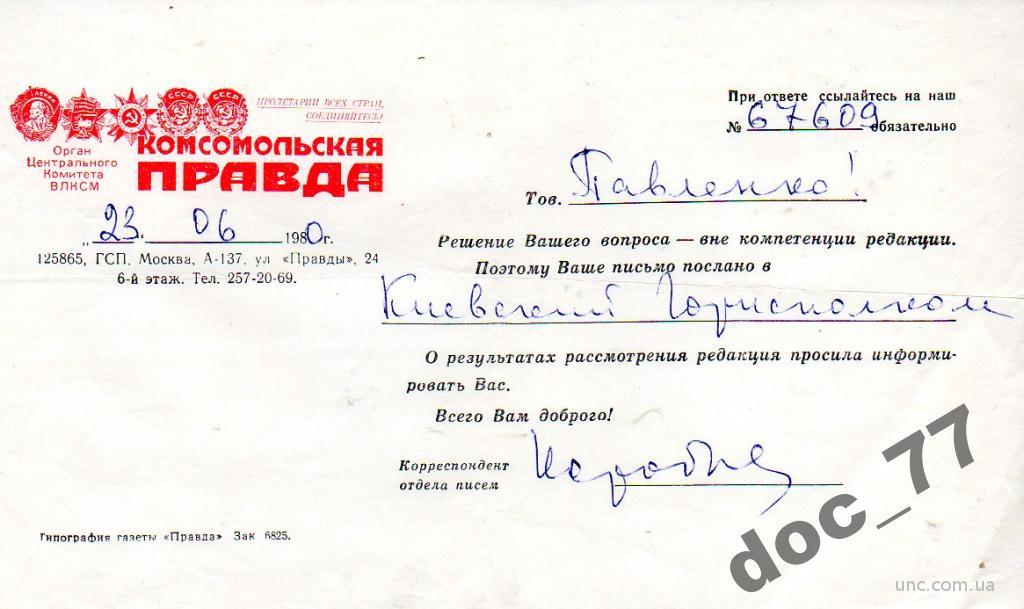 ПРОЛЕТАРИИ ВСЕХ СТРАН,
СОЕДИНЯЙТЕСЬ!
Орган
Центрального
Комитета
ВЛКСМ
КОМСОМОЛЬСКАЯ
ПРАВДА
„23. 06 1980г.
125865, ГСП, Москва, А-137, ул «Правды», 24
6-й этаж. Тел. 257-20-69.
При ответе ссылайтесь на наш
№ 67609 обязательно
Тов. Павленко!
Решение Вашего вопроса — вне компетенции редакции.
Поэтому Ваше письмо послано в
Киевский Горисполком
О результатах рассмотрения редакция просила информи-
ровать Вас.
Всего Вам доброго!
Корреспондент
отдела писем
Типография газеты «Правда» Зак 6825.
doc_77
unc.com.ua